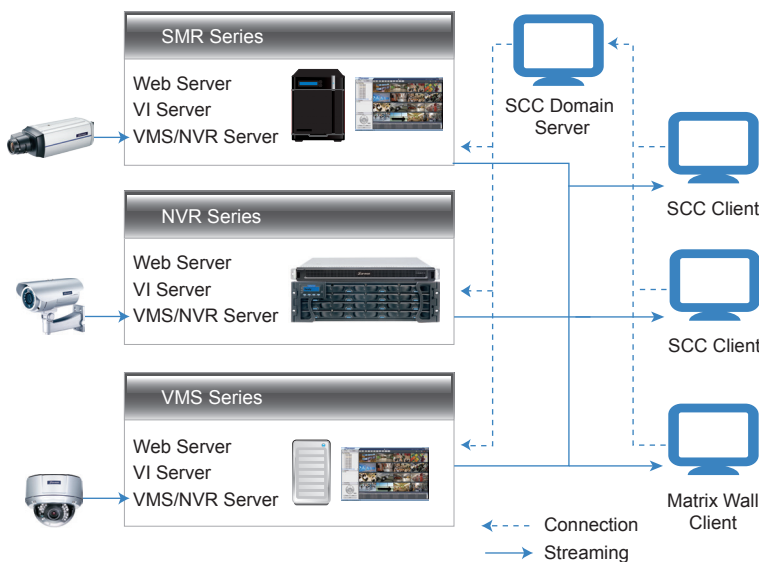 SMR Series
Web Server
VI Server
VMS/NVR Server
SCC Domain
Server
SCC Client
NVR Series
Web Server
VI Server
VMS/NVR Server
SCC Client
VMS Series
Web Server
VI Server
VMS/NVR Server
Matrix Wall
Client
Connection
Streaming